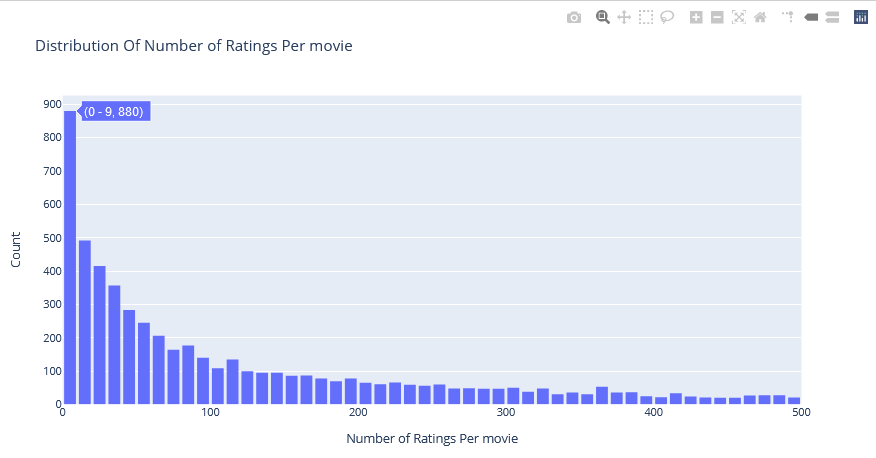 Distribution Of Number of Ratings Per movie
(0 - 9, 880)
900
800
700
600
500
400
300
200
100
0
Count
0 100 200 300 400 500
Number of Ratings Per movie